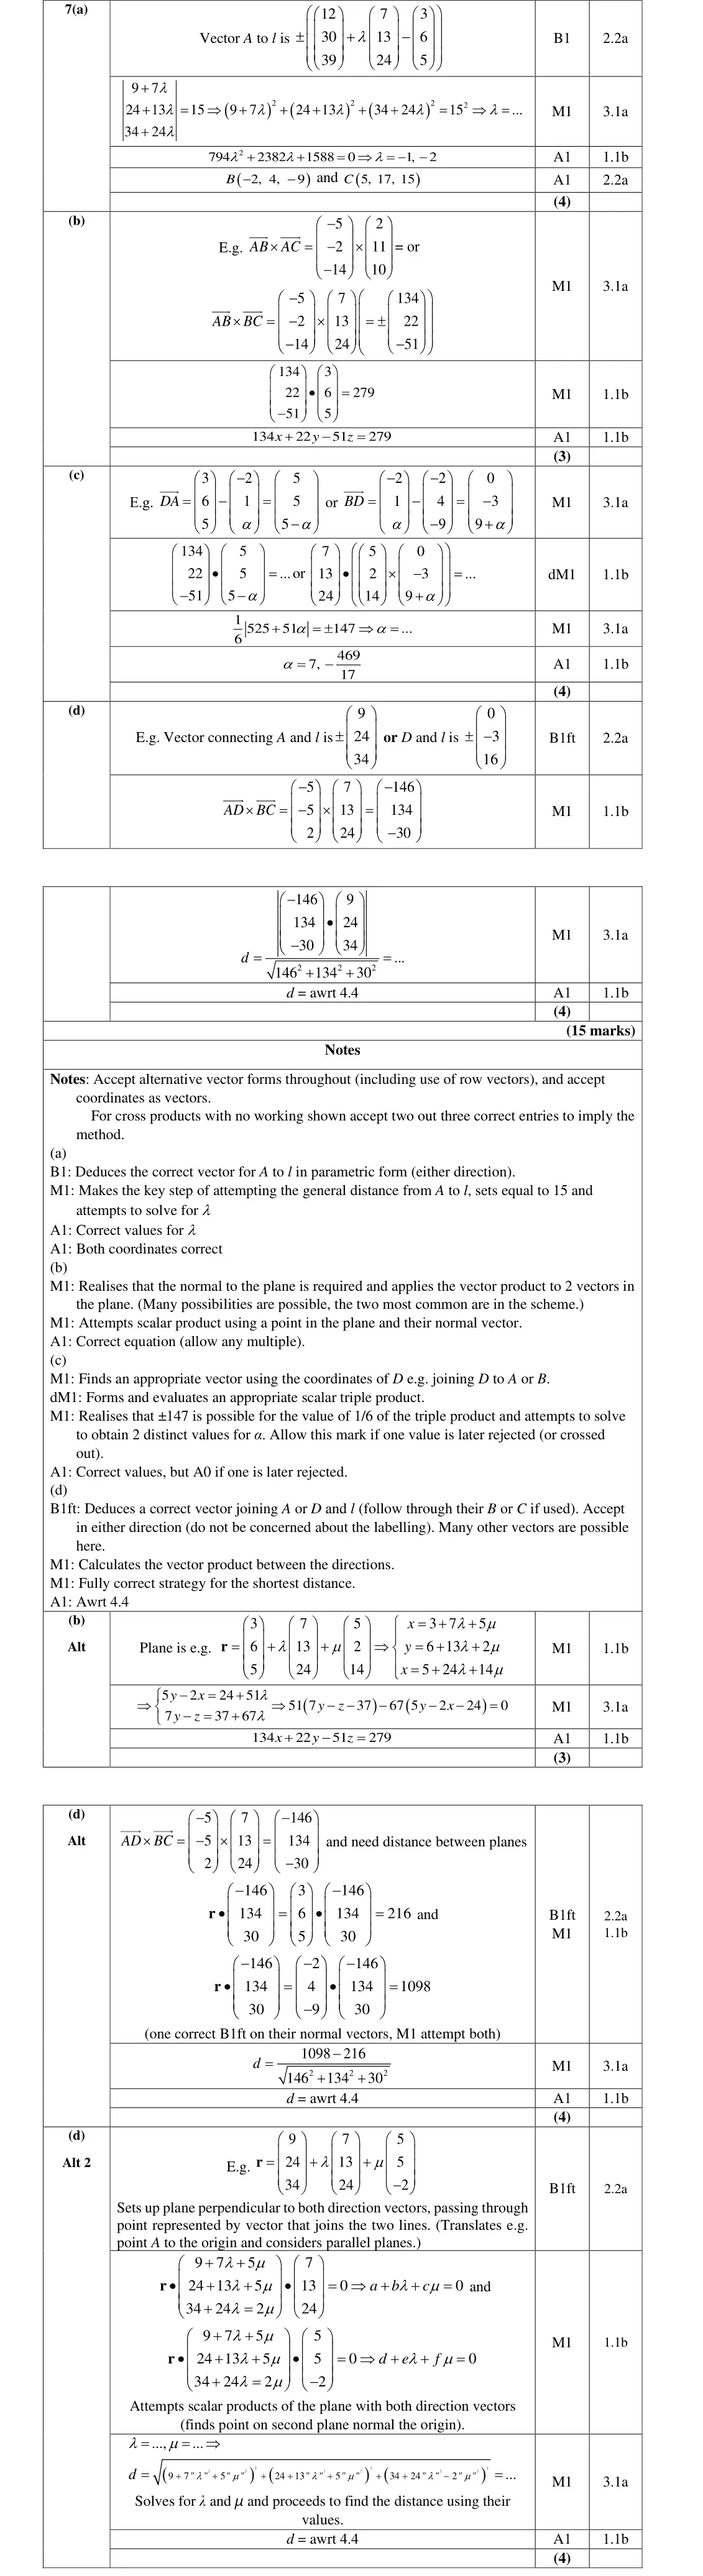 7(a)
Vector A to l is ±((12 30 39) + λ(7 13 24) − (3 6 5))
B1 2.2a
|9+7λ 24+13λ 34+24λ| = 15 ⇒ (9+7λ)² + (24+13λ)² + (34+24λ)² = 15² ⇒ λ = ...
M1 3.1a
794λ² + 2382λ + 1588 = 0 ⇒ λ = −1, −2
A1 1.1b
B(−2, 4, −9) and C(5, 17, 15)
A1 2.2a
(4)
(b)
E.g. AB × AC = (−5 −2 −14) × (2 11 10) = or
AB × BC = (−5 −2 −14) × (7 13 24) (= ±(134 22 −51))
M1 3.1a
(134 22 −51) • (3 6 5) = 279
M1 1.1b
134x + 22y − 51z = 279
A1 1.1b
(3)
(c)
E.g. DA = (3 6 5) − (−2 1 α) = (5 5 5−α) or BD = (−2 1 α) − (−2 4 −9) = (0 −3 9+α)
M1 3.1a
(134 22 −51) • (5 5 5−α) = ... or (7 13 24) • ((5 2 14) × (0 −3 9+α)) = ...
dM1 1.1b
1/6 |525 + 51α| = ±147 ⇒ α = ...
M1 3.1a
α = 7, −469/17
A1 1.1b
(4)
(d)
E.g. Vector connecting A and l is ±(9 24 34) or D and l is ±(0 −3 16)
B1ft 2.2a
AD × BC = (−5 −5 2) × (7 13 24) = (−146 134 −30)
M1 1.1b
d = |(−146 134 −30) • (9 24 34)| / √(146² + 134² + 30²) = ...
M1 3.1a
d = awrt 4.4
A1 1.1b
(4)
(15 marks)
Notes
Notes: Accept alternative vector forms throughout (including use of row vectors), and accept
coordinates as vectors.
For cross products with no working shown accept two out three correct entries to imply the
method.
(a)
B1: Deduces the correct vector for A to l in parametric form (either direction).
M1: Makes the key step of attempting the general distance from A to l, sets equal to 15 and
attempts to solve for λ
A1: Correct values for λ
A1: Both coordinates correct
(b)
M1: Realises that the normal to the plane is required and applies the vector product to 2 vectors in
the plane. (Many possibilities are possible, the two most common are in the scheme.)
M1: Attempts scalar product using a point in the plane and their normal vector.
A1: Correct equation (allow any multiple).
(c)
M1: Finds an appropriate vector using the coordinates of D e.g. joining D to A or B.
dM1: Forms and evaluates an appropriate scalar triple product.
M1: Realises that ±147 is possible for the value of 1/6 of the triple product and attempts to solve
to obtain 2 distinct values for α. Allow this mark if one value is later rejected (or crossed
out).
A1: Correct values, but A0 if one is later rejected.
(d)
B1ft: Deduces a correct vector joining A or D and l (follow through their B or C if used). Accept
in either direction (do not be concerned about the labelling). Many other vectors are possible
here.
M1: Calculates the vector product between the directions.
M1: Fully correct strategy for the shortest distance.
A1: Awrt 4.4
(b)
Alt
Plane is e.g. r = (3 6 5) + λ(7 13 24) + μ(5 2 14) ⇒ { x = 3+7λ+5μ
y = 6+13λ+2μ
x = 5+24λ+14μ
M1 1.1b
⇒ { 5y − 2x = 24 + 51λ
7y − z = 37 + 67λ ⇒ 51(7y − z − 37) − 67(5y − 2x − 24) = 0
M1 3.1a
134x + 22y − 51z = 279
A1 1.1b
(3)
(d)
Alt
AD × BC = (−5 −5 2) × (7 13 24) = (−146 134 −30) and need distance between planes
r • (−146 134 30) = (3 6 5) • (−146 134 30) = 216 and
r • (−146 134 30) = (−2 4 −9) • (−146 134 30) = 1098
(one correct B1ft on their normal vectors, M1 attempt both)
B1ft 2.2a
M1 1.1b
d = (1098 − 216) / √(146² + 134² + 30²)
M1 3.1a
d = awrt 4.4
A1 1.1b
(4)
(d)
Alt 2
E.g. r = (9 24 34) + λ(7 13 24) + μ(5 5 −2)
Sets up plane perpendicular to both direction vectors, passing through
point represented by vector that joins the two lines. (Translates e.g.
point A to the origin and considers parallel planes.)
B1ft 2.2a
r • (9+7λ+5μ 24+13λ+5μ 34+24λ=2μ) • (7 13 24) = 0 ⇒ a + bλ + cμ = 0 and
r • (9+7λ+5μ 24+13λ+5μ 34+24λ=2μ) • (5 5 −2) = 0 ⇒ d + eλ + fμ = 0
Attempts scalar products of the plane with both direction vectors
(finds point on second plane normal the origin).
M1 1.1b
λ = ..., μ = ... ⇒
d = √((9+7"λ"+5"μ")² + (24+13"λ"+5"μ")² + (34+24"λ"−2"μ")²) = ...
Solves for λ and μ and proceeds to find the distance using their
values.
M1 3.1a
d = awrt 4.4
A1 1.1b
(4)